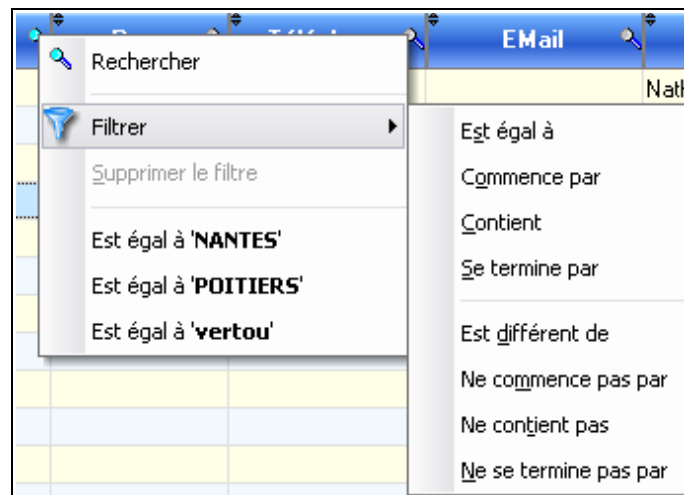 EMail
Nath
Rechercher
Filtrer
Supprimer le filtre
Est égal à 'NANTES'
Est égal à 'POITIERS'
Est égal à 'vertou'
Est égal à
Commence par
Contient
Se termine par
Est différent de
Ne commence pas par
Ne contient pas
Ne se termine pas par